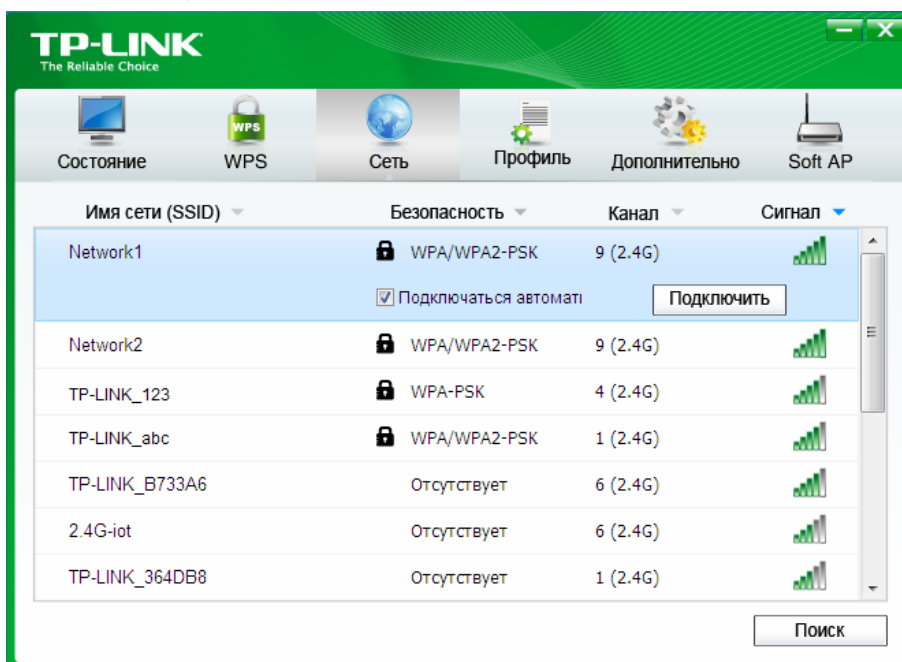 TP-LINK
The Reliable Choice
WPS
Состояние WPS Сеть Профиль Дополнительно Soft AP
Имя сети (SSID) Безопасность Канал Сигнал
Network1 WPA/WPA2-PSK 9 (2.4G)
Подключаться автомати Подключить
Network2 WPA/WPA2-PSK 9 (2.4G)
TP-LINK_123 WPA-PSK 4 (2.4G)
TP-LINK_abc WPA/WPA2-PSK 1 (2.4G)
TP-LINK_B733A6 Отсутствует 6 (2.4G)
2.4G-iot Отсутствует 6 (2.4G)
TP-LINK_364DB8 Отсутствует 1 (2.4G)
Поиск